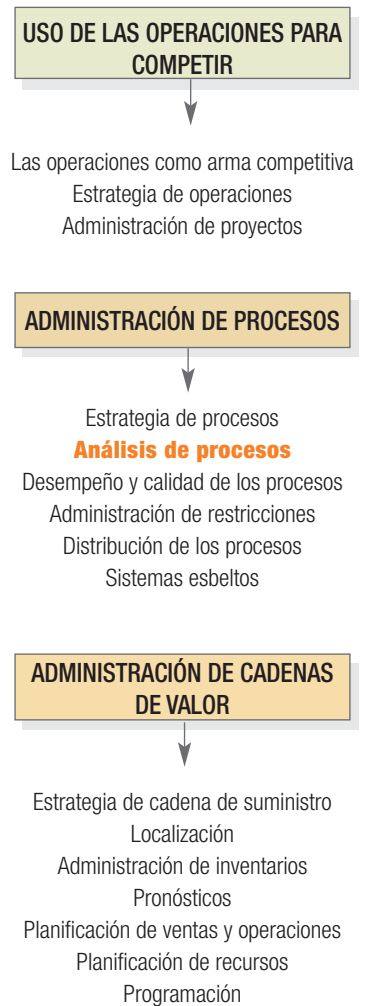 USO DE LAS OPERACIONES PARA
COMPETIR
Las operaciones como arma competitiva
Estrategia de operaciones
Administración de proyectos
ADMINISTRACIÓN DE PROCESOS
Estrategia de procesos
Análisis de procesos
Desempeño y calidad de los procesos
Administración de restricciones
Distribución de los procesos
Sistemas esbeltos
ADMINISTRACIÓN DE CADENAS
DE VALOR
Estrategia de cadena de suministro
Localización
Administración de inventarios
Pronósticos
Planificación de ventas y operaciones
Planificación de recursos
Programación